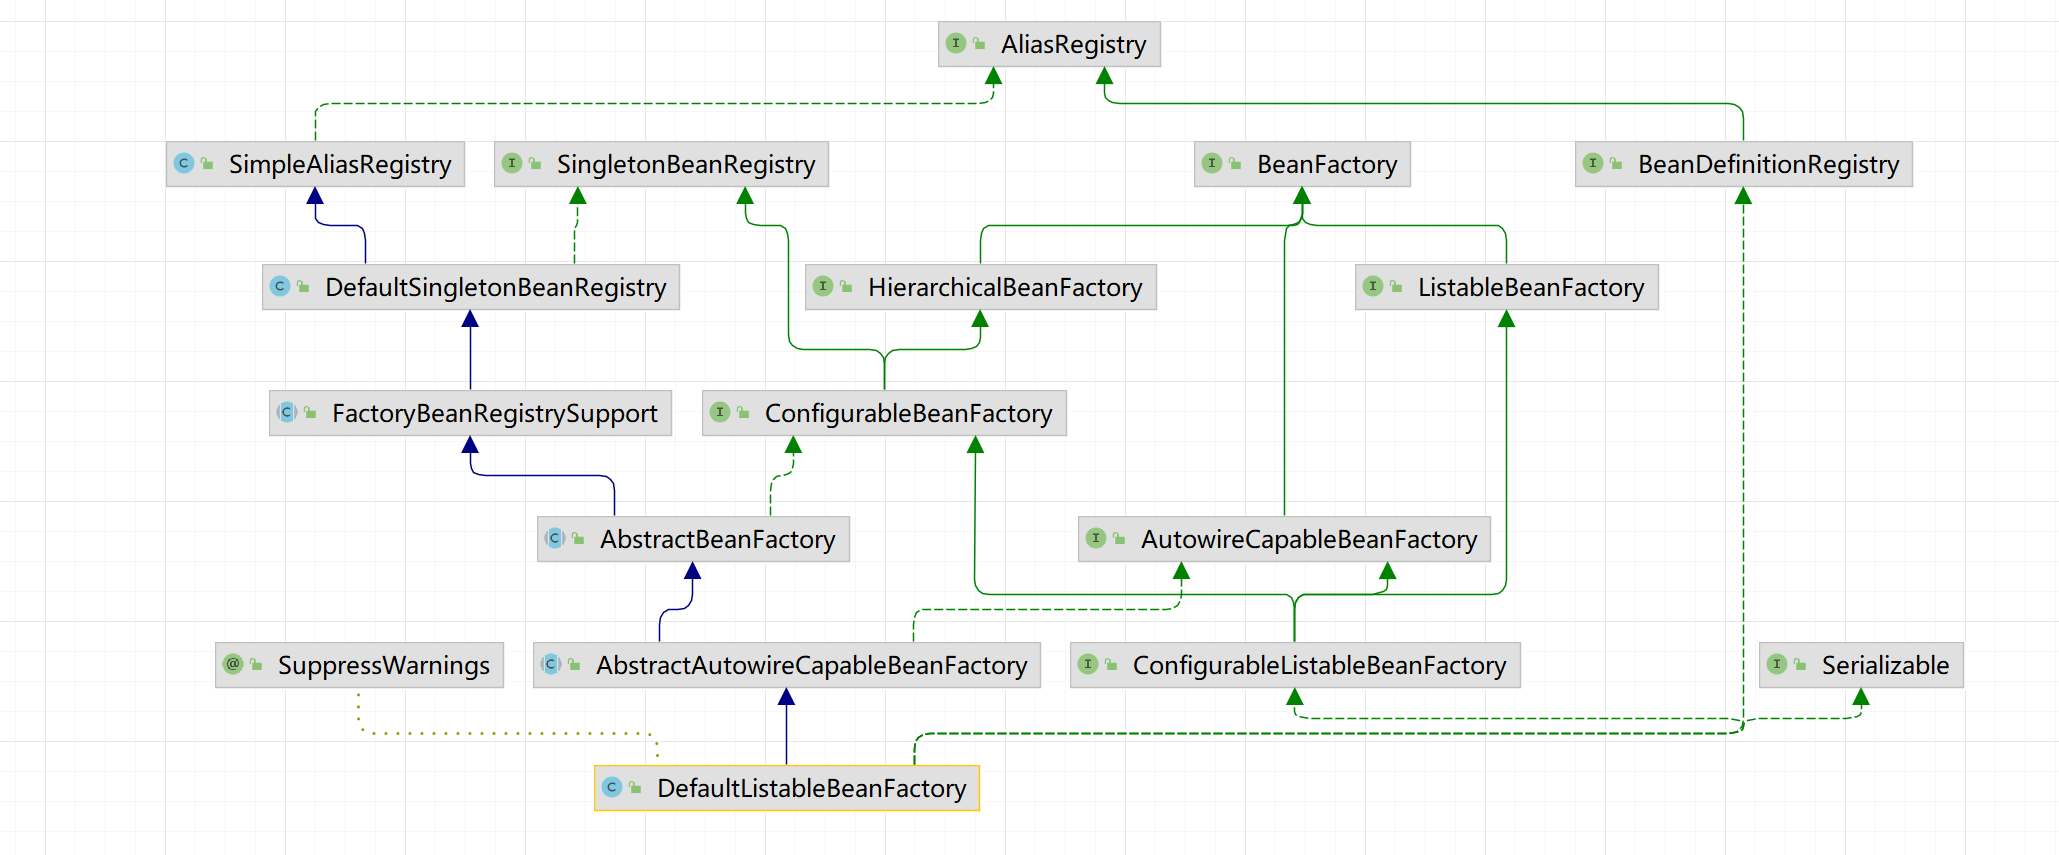 AliasRegistry
SimpleAliasRegistry
SingletonBeanRegistry
BeanFactory
BeanDefinitionRegistry
DefaultSingletonBeanRegistry
HierarchicalBeanFactory
ListableBeanFactory
FactoryBeanRegistrySupport
ConfigurableBeanFactory
AbstractBeanFactory
AutowireCapableBeanFactory
SuppressWarnings
AbstractAutowireCapableBeanFactory
ConfigurableListableBeanFactory
Serializable
DefaultListableBeanFactory